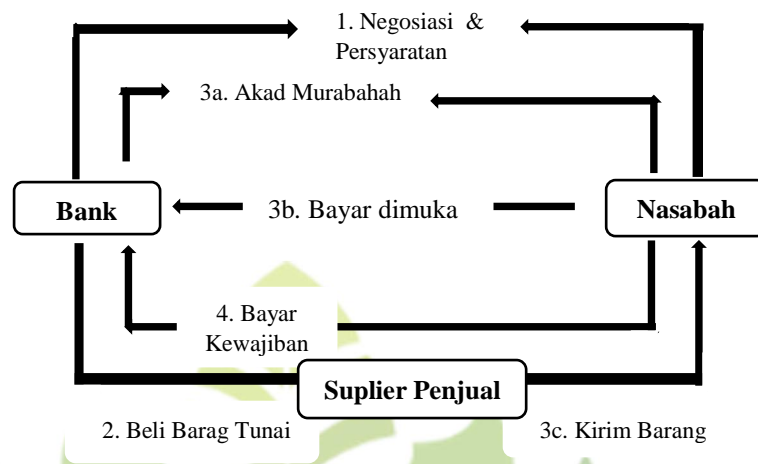 1. Negosiasi &
Persyaratan
3a. Akad Murabahah
Bank
3b. Bayar dimuka
Nasabah
4. Bayar
Kewajiban
Suplier Penjual
2. Beli Barag Tunai
3c. Kirim Barang